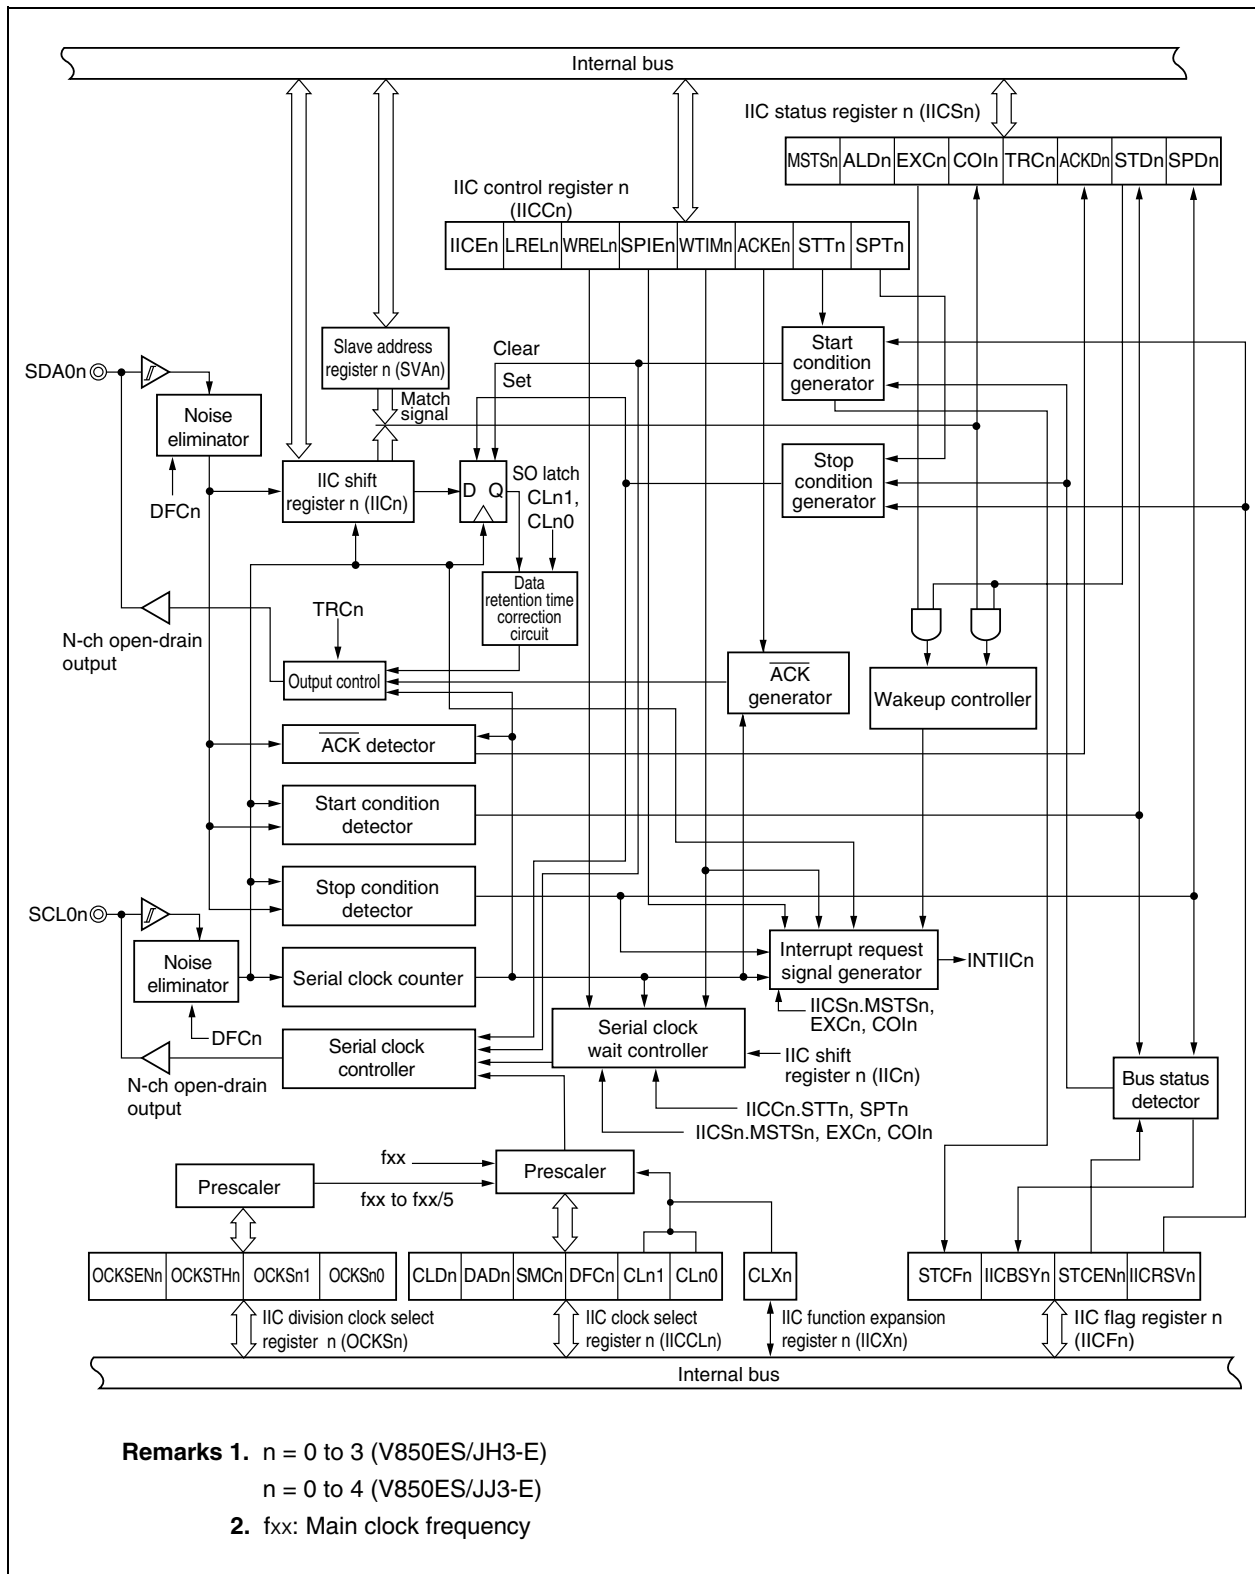 Internal bus
IIC status register n (IICSn)
MSTSn ALDn EXCn COIn TRCn ACKDn STDn SPDn
IIC control register n
(IICCn)
IICEn LRELn WRELn SPIEn WTIMn ACKEn STTn SPTn
Slave address
register n (SVAn)
Clear
Set
Start
condition
generator
SDA0n
Match
signal
Noise
eliminator
DFCn
IIC shift
register n (IICn)
D Q
SO latch
CLn1,
CLn0
Stop
condition
generator
Data
retention time
correction
circuit
TRCn
N-ch open-drain
output
Output control
ACK
generator
Wakeup controller
ACK detector
Start condition
detector
Stop condition
detector
SCL0n
Noise
eliminator
DFCn
Serial clock counter
Interrupt request
signal generator
INTIICn
IICSn.MSTSn,
EXCn, COIn
Serial clock
controller
Serial clock
wait controller
IIC shift
register n (IICn)
N-ch open-drain
output
Bus status
detector
IICCn.STTn, SPTn
IICSn.MSTSn, EXCn, COIn
Prescaler
fxx
fxx to fxx/5
Prescaler
OCKSENn OCKSTHn OCKSn1 OCKSn0
CLDn DADn SMCn DFCn CLn1 CLn0
CLXn
STCFn IICBSYn STCENn IICRSVn
IIC division clock select
register n (OCKSn)
IIC clock select
register n (IICCLn)
IIC function expansion
register n (IICXn)
IIC flag register n
(IICFn)
Internal bus
Remarks 1. n = 0 to 3 (V850ES/JH3-E)
n = 0 to 4 (V850ES/JJ3-E)
2. fxx: Main clock frequency